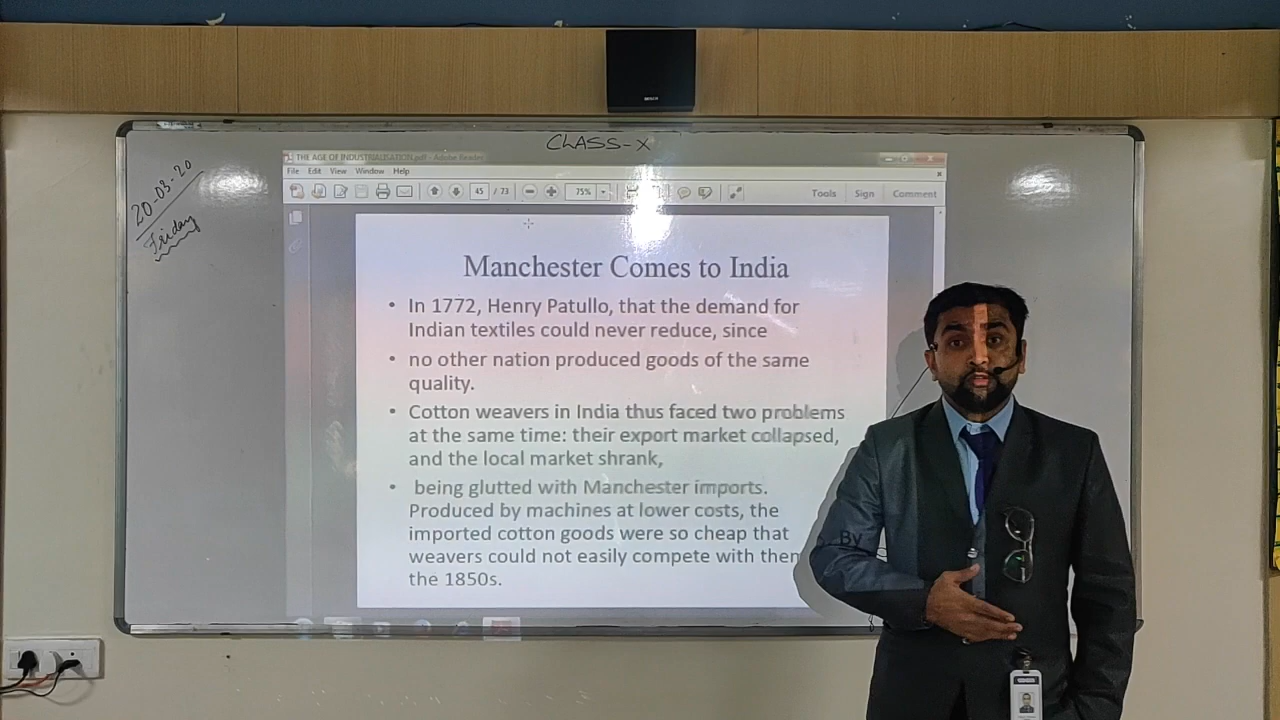 CLASS-X
20-03-20
Friday
THE AGE OF INDUSTRIALISATION.pdf - Adobe Reader
File Edit View Window Help
45 / 73 75% Tools Sign Comment
Manchester Comes to India
• In 1772, Henry Patullo, that the demand for
Indian textiles could never reduce, since
• no other nation produced goods of the same
quality.
• Cotton weavers in India thus faced two problems
at the same time: their export market collapsed,
and the local market shrank,
• being glutted with Manchester imports.
Produced by machines at lower costs, the
imported cotton goods were so cheap that
weavers could not easily compete with them
By
the 1850s.